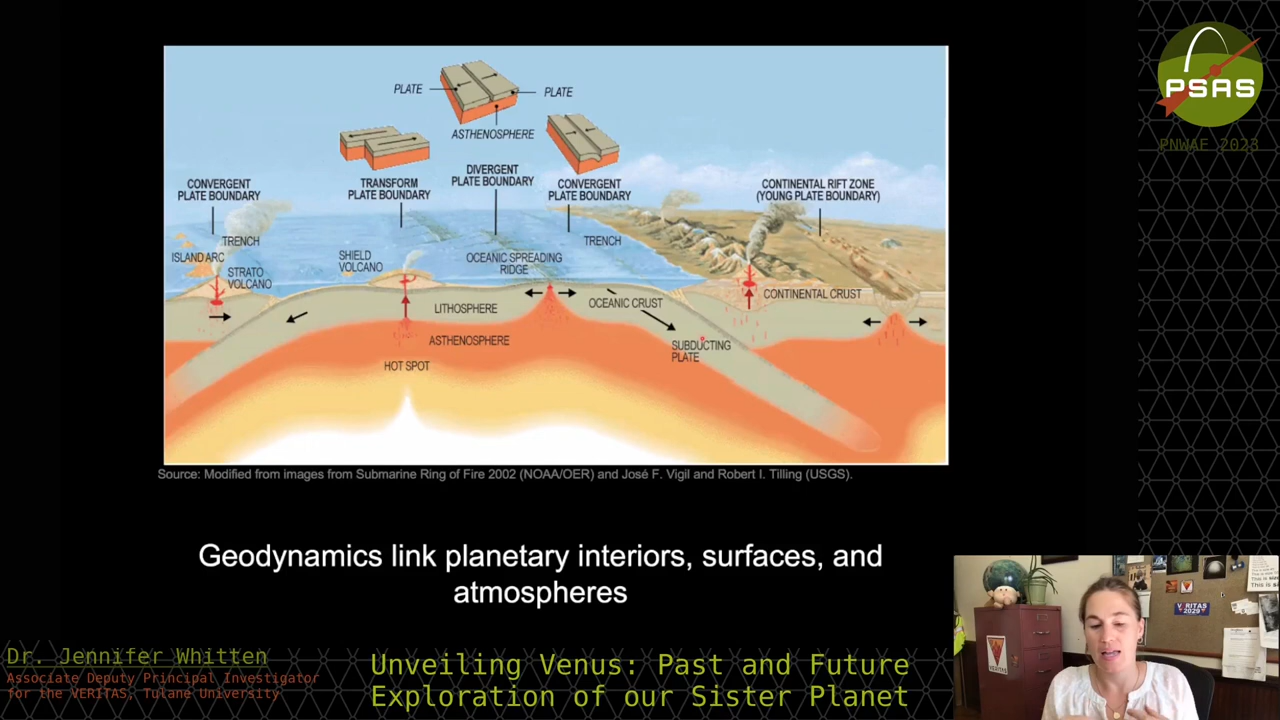 PLATE
PLATE
ASTHENOSPHERE
CONVERGENT
PLATE BOUNDARY
TRANSFORM
PLATE BOUNDARY
DIVERGENT
PLATE BOUNDARY
CONVERGENT
PLATE BOUNDARY
CONTINENTAL RIFT ZONE
(YOUNG PLATE BOUNDARY)
TRENCH
ISLAND ARC
STRATO
VOLCANO
SHIELD
VOLCANO
OCEANIC SPREADING
RIDGE
TRENCH
LITHOSPHERE
OCEANIC CRUST
CONTINENTAL CRUST
ASTHENOSPHERE
SUBDUCTING
PLATE
HOT SPOT
Source: Modified from images from Submarine Ring of Fire 2002 (NOAA/OER) and José F. Vigil and Robert I. Tilling (USGS).
Geodynamics link planetary interiors, surfaces, and
atmospheres
PSAS
PNWAF 2023
VERITAS
2029
VERITAS
Dr. Jennifer Whitten
Associate Deputy Principal Investigator
for the VERITAS, Tulane University
Unveiling Venus: Past and Future
Exploration of our Sister Planet